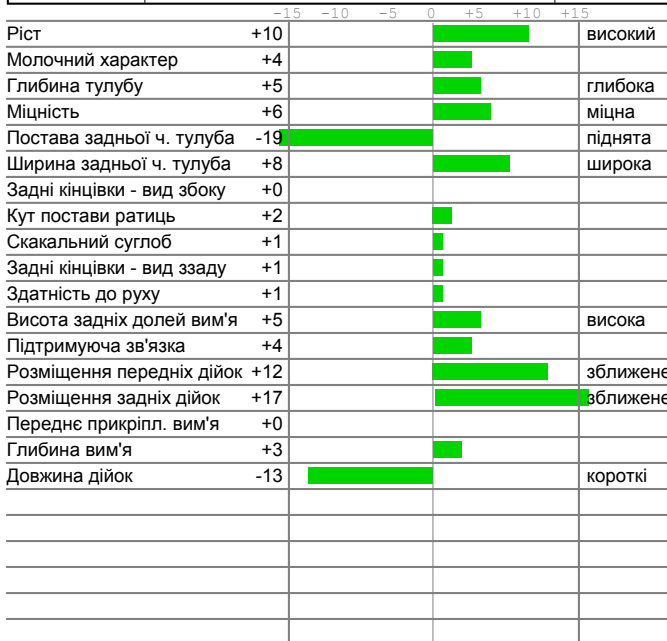 -15 -10 -5 0 +5 +10 +15
Ріст +10 високий
Молочний характер +4
Глибина тулубу +5 глибока
Міцність +6 міцна
Постава задньої ч. тулуба -19 піднята
Ширина задньої ч. тулуба +8 широка
Задні кінцівки - вид збоку +0
Кут постави ратиць +2
Скакальний суглоб +1
Задні кінцівки - вид ззаду +1
Здатність до руху +1
Висота задніх долей вим'я +5 висока
Підтримуюча зв'язка +4
Розміщення передніх дійок +12 зближене
Розміщення задніх дійок +17 зближене
Переднє прикріпл. вим'я +0
Глибина вим'я +3
Довжина дійок -13 короткі